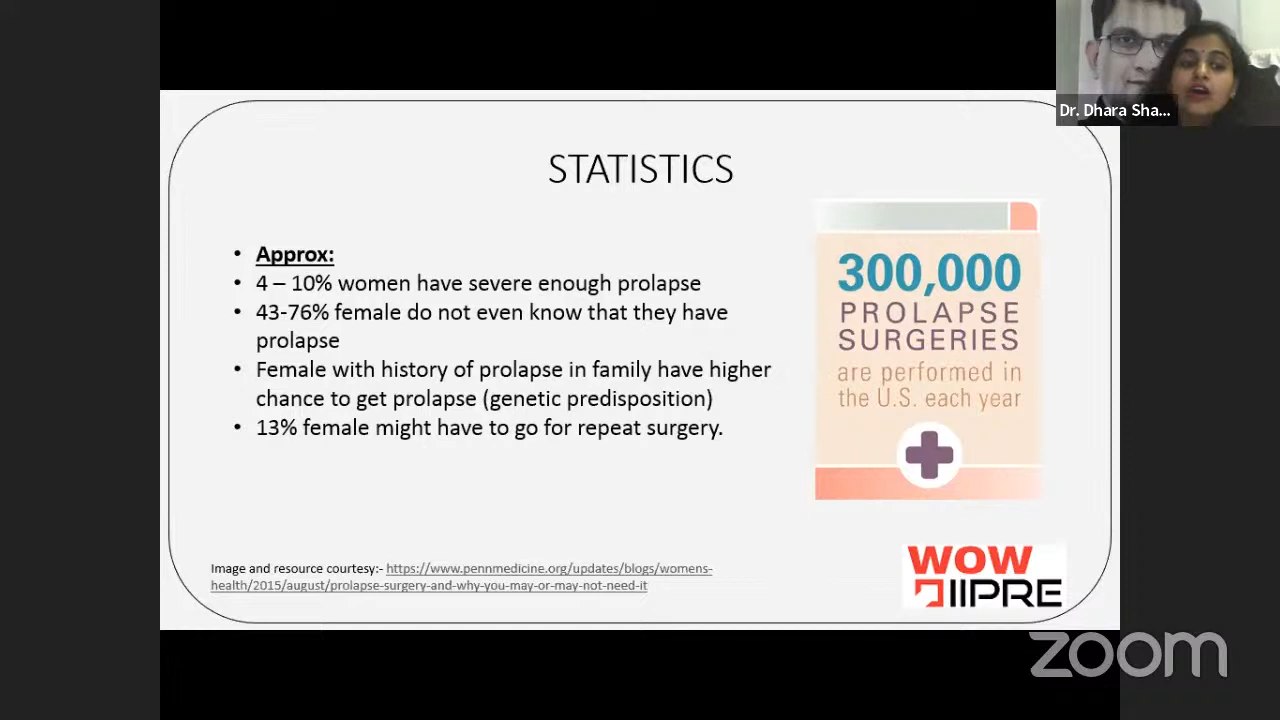 Dr. Dhara Sha...
STATISTICS
Approx:
4 – 10% women have severe enough prolapse
43-76% female do not even know that they have
prolapse
Female with history of prolapse in family have higher
chance to get prolapse (genetic predisposition)
13% female might have to go for repeat surgery.
300,000
PROLAPSE
SURGERIES
are performed in
the U.S. each year
Image and resource courtesy:- https://www.pennmedicine.org/updates/blogs/womens-
health/2015/august/prolapse-surgery-and-why-you-may-or-may-not-need-it
WOW
IIPRE
zoom